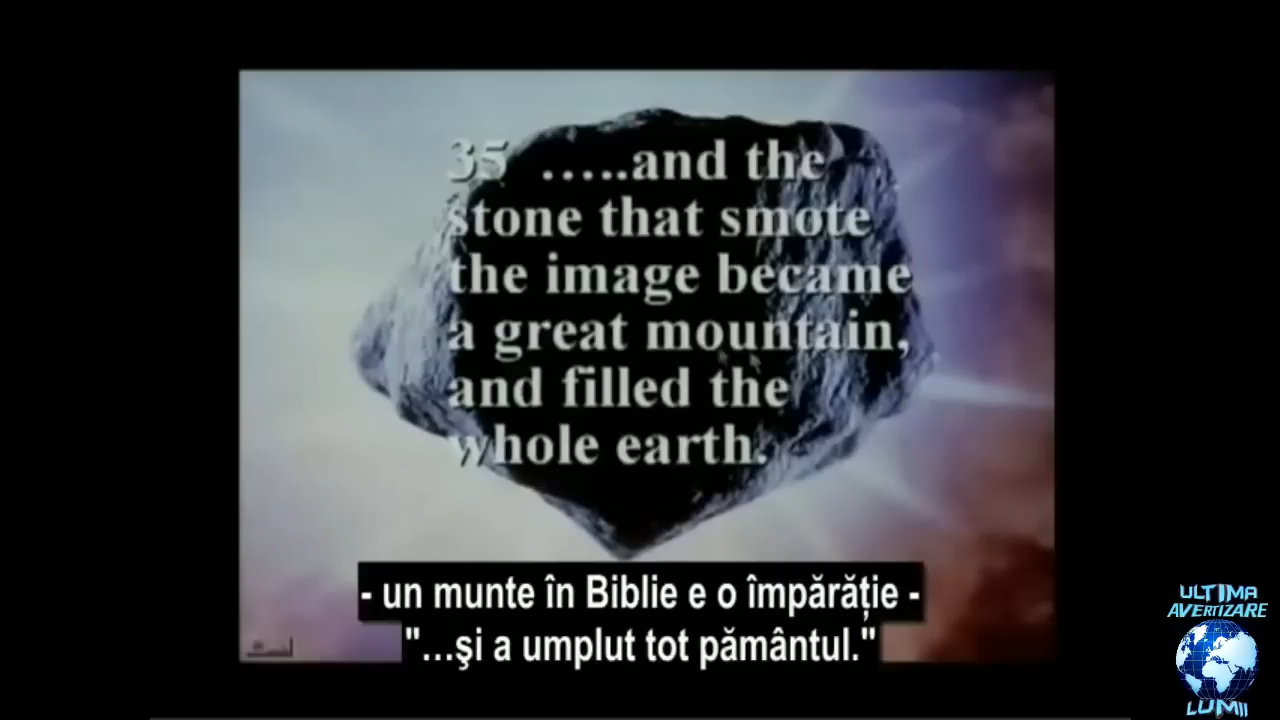 35 .....and the
stone that smote
the image became
a great mountain,
and filled the
whole earth.
- un munte în Biblie e o împărăție -
"...şi a umplut tot pământul."
ULTIMA
AVERTIZARE
LUMII